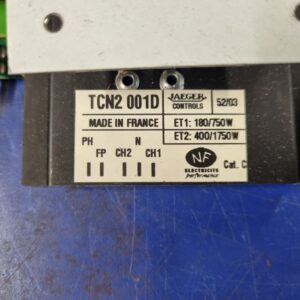 TCN2 001D
JAEGER
CONTROLS
52/03
MADE IN FRANCE
ET1: 180/750W
ET2: 400/1750W
PH N
FP CH2 CH1
NF
ELECTRICITE
PERFORMANCE
Cat. C